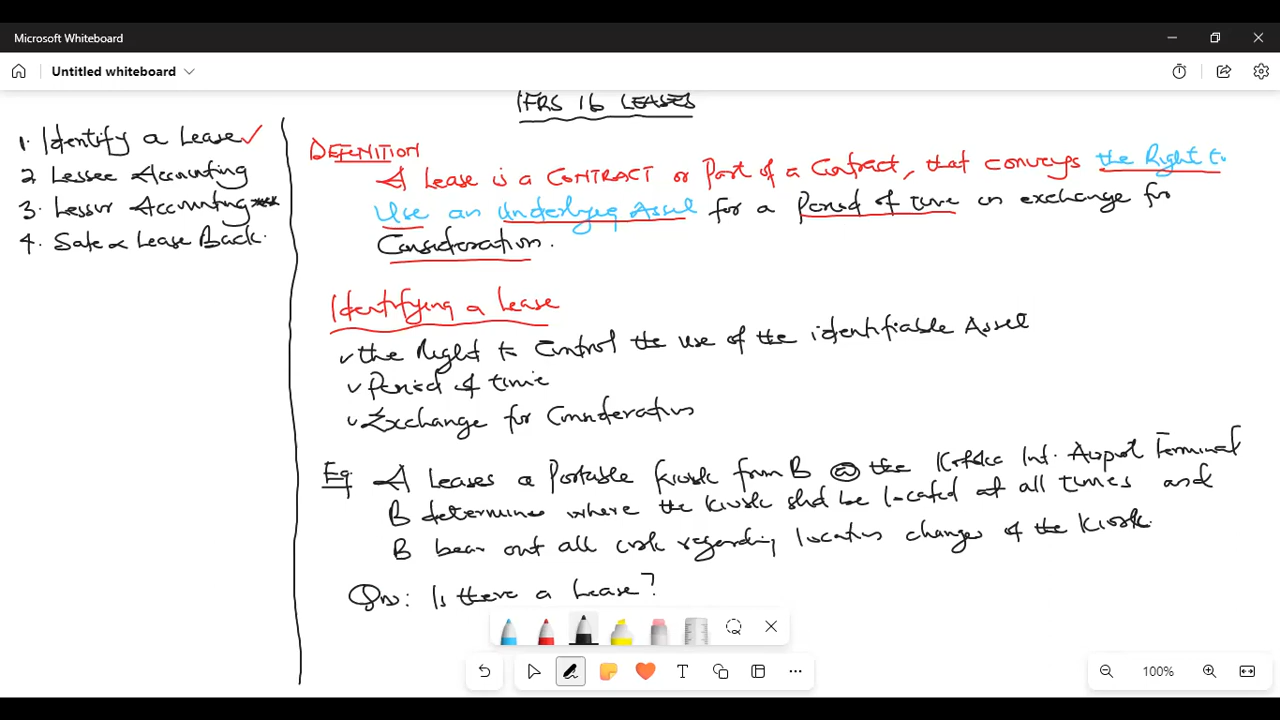 Microsoft Whiteboard
Untitled whiteboard
IFRS 16 LEASES
1. Identify a Lease
2. Lessee Accounting
3. Lessor Accounting
4. Sale & Lease Back.
DEFINITION
A Lease is a CONTRACT or Part of a Contract, that conveys the Right to
Use an Underlying Asset for a Period of time in exchange for
Consideration.
Identifying a Lease
✓ the Right to Control the use of the identifiable Asset
✓ Period of time
✓ Exchange for Consideration
Eg. A Leases a Portable Kiosk from B @ the Kotoka Int. Airport Terminal
B determines where the Kiosk shd be located at all times and
B bear out all cost regarding location changes of the Kiosk.
Qn: Is there a Lease?
100%